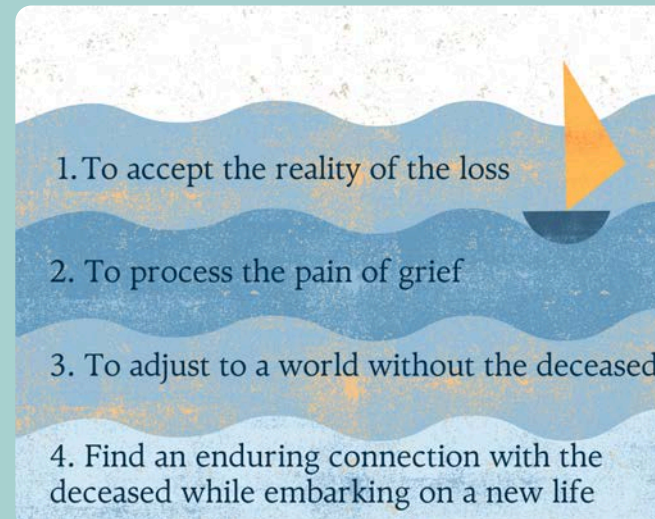 1. To accept the reality of the loss
2. To process the pain of grief
3. To adjust to a world without the deceased
4. Find an enduring connection with the
deceased while embarking on a new life